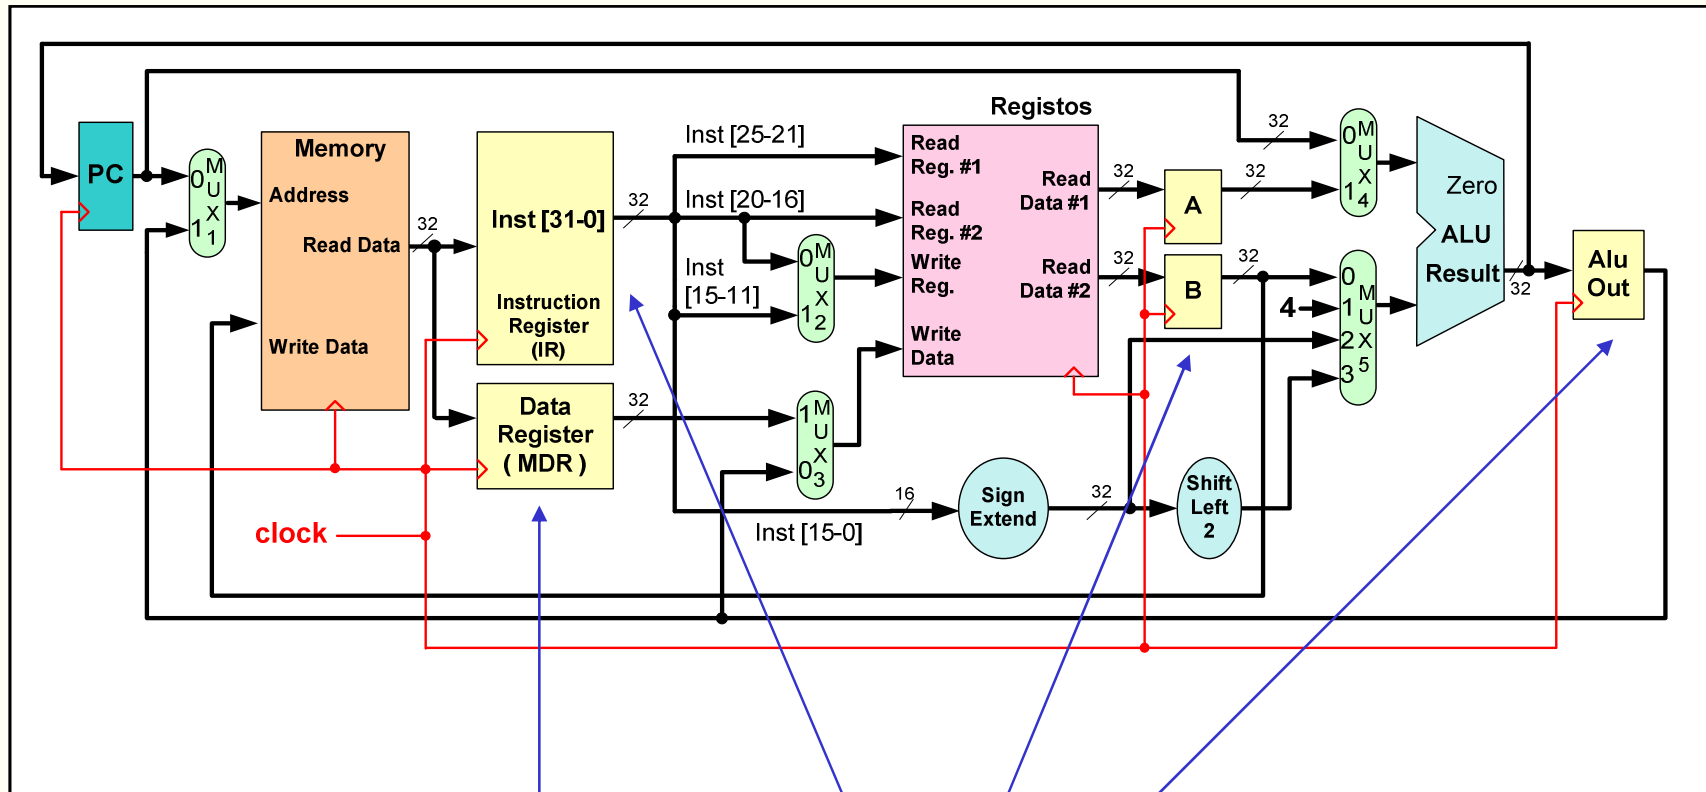 Registos
PC
0
1
M
U
X
1
Memory
Address
Read Data
Write Data
32
Inst [31-0]
Instruction
Register
(IR)
32
Data
Register
( MDR )
32
Inst [25-21]
Inst [20-16]
Inst
[15-11]
0
1
M
U
X
2
1
0
M
U
X
3
Read
Reg. #1
Read
Reg. #2
Write
Reg.
Write
Data
Read
Data #1
Read
Data #2
32
32
A
B
32
32
16
Inst [15-0]
Sign
Extend
32
Shift
Left
2
32
0
1
M
U
X
4
4
0
1
2
3
M
U
X
5
Zero
ALU
Result
32
Alu
Out
clock